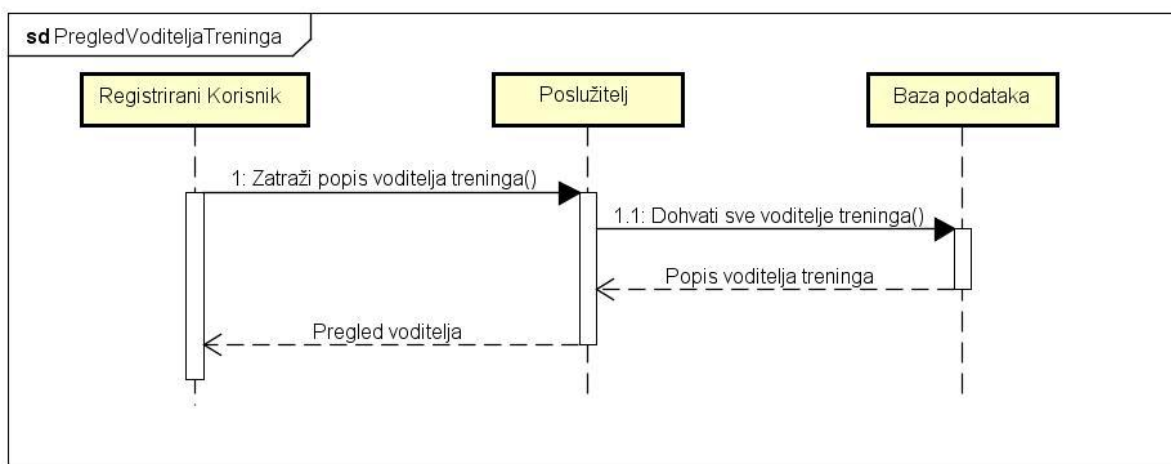 sd PregledVoditeljaTreninga
Registrirani Korisnik
Poslužitelj
Baza podataka
1: Zatraži popis voditelja treninga()
1.1: Dohvati sve voditelje treninga()
Popis voditelja treninga
Pregled voditelja